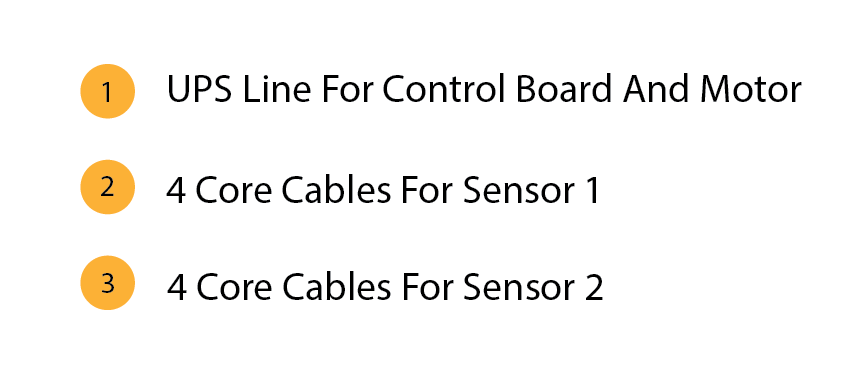 1 UPS Line For Control Board And Motor
2 4 Core Cables For Sensor 1
3 4 Core Cables For Sensor 2